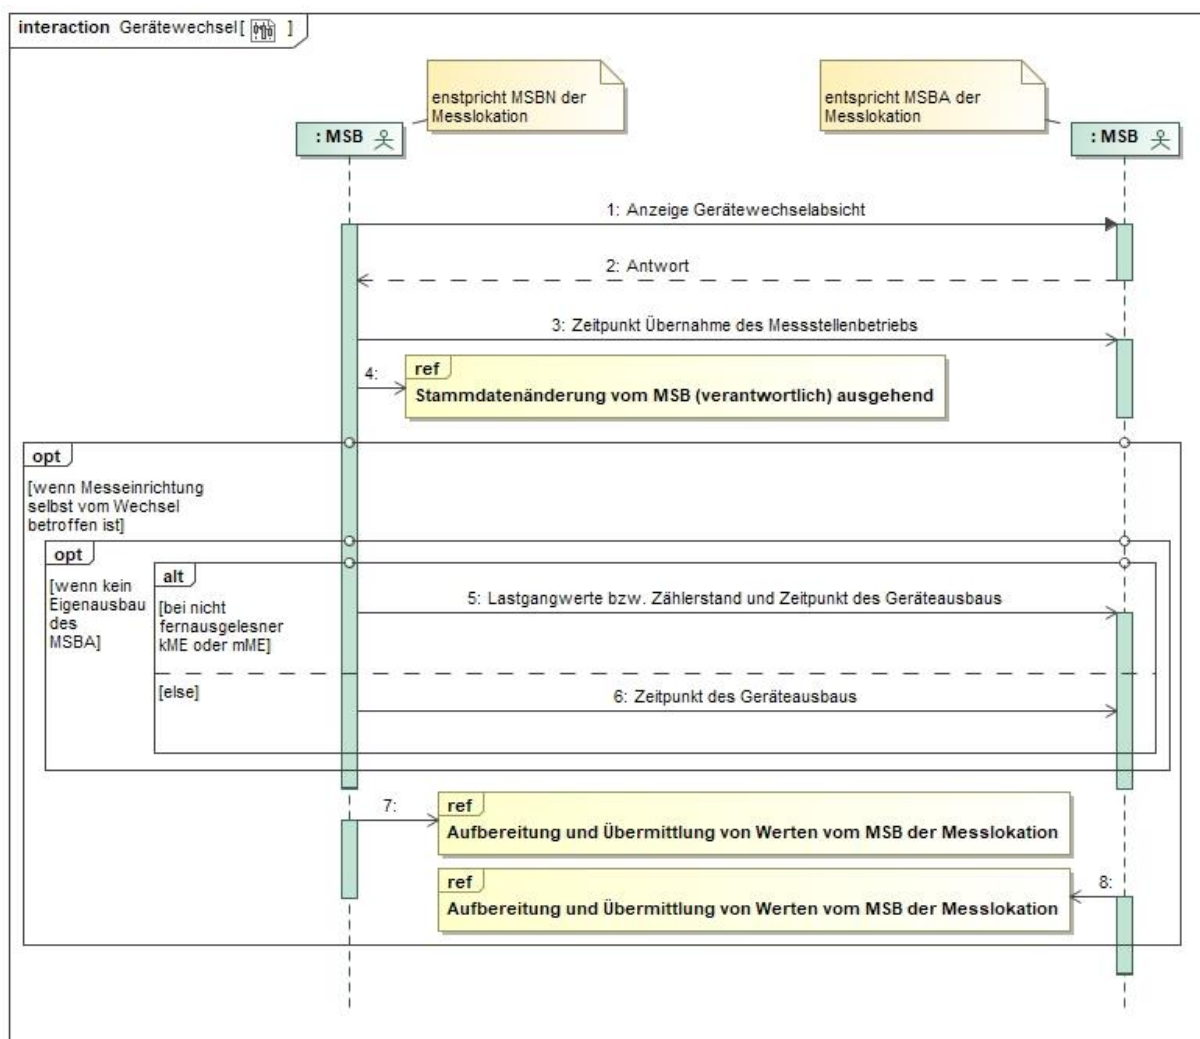 interaction Gerätewechsel[ ]
enstpricht MSBN der
Messlokation
entspricht MSBA der
Messlokation
: MSB
: MSB
1: Anzeige Gerätewechselabsicht
2: Antwort
3: Zeitpunkt Übernahme des Messstellenbetriebs
4:
ref
Stammdatenänderung vom MSB (verantwortlich) ausgehend
opt
[wenn Messeinrichtung
selbst vom Wechsel
betroffen ist]
opt
[wenn kein
Eigenausbau
des
MSBA]
alt
[bei nicht
fernausgelesner
kME oder mME]
5: Lastgangwerte bzw. Zählerstand und Zeitpunkt des Geräteausbaus
[else]
6: Zeitpunkt des Geräteausbaus
7:
ref
Aufbereitung und Übermittlung von Werten vom MSB der Messlokation
ref
Aufbereitung und Übermittlung von Werten vom MSB der Messlokation
8: